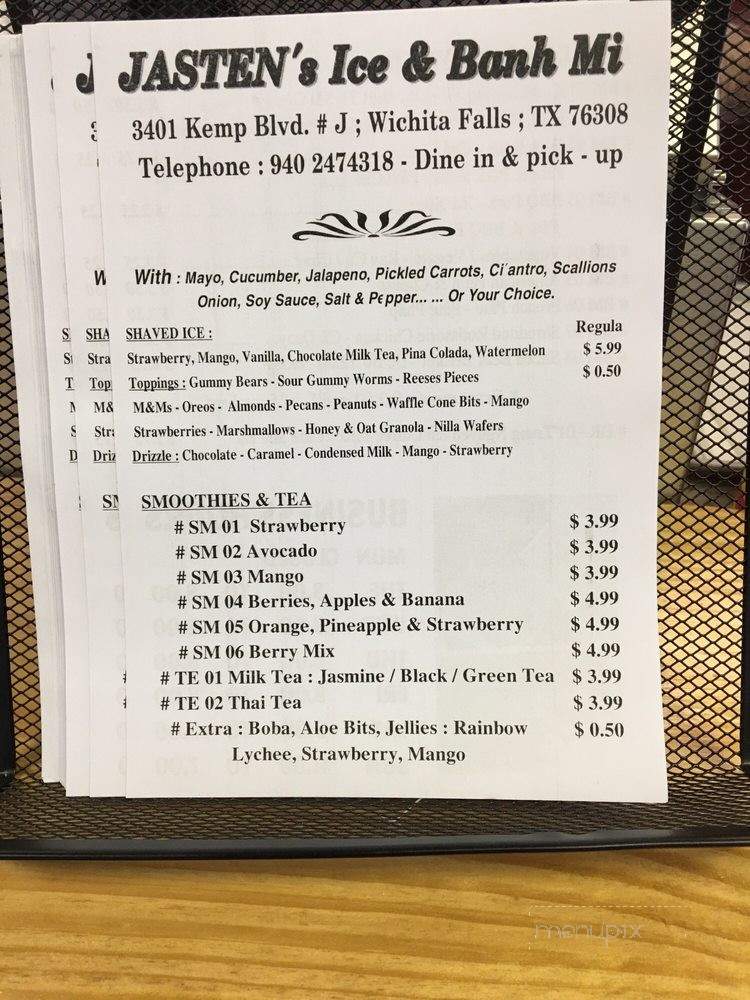 JASTEN's Ice & Banh Mi
3401 Kemp Blvd. # J ; Wichita Falls ; TX 76308
Telephone : 940 2474318 - Dine in & pick - up
With : Mayo, Cucumber, Jalapeno, Pickled Carrots, Ci'antro, Scallions
Onion, Soy Sauce, Salt & Pepper... ... Or Your Choice.
SHAVED ICE : Regula
Strawberry, Mango, Vanilla, Chocolate Milk Tea, Pina Colada, Watermelon $ 5.99
Toppings : Gummy Bears - Sour Gummy Worms - Reeses Pieces $ 0.50
M&Ms - Oreos - Almonds - Pecans - Peanuts - Waffle Cone Bits - Mango
Strawberries - Marshmallows - Honey & Oat Granola - Nilla Wafers
Drizzle : Chocolate - Caramel - Condensed Milk - Mango - Strawberry
SMOOTHIES & TEA
# SM 01 Strawberry $ 3.99
# SM 02 Avocado $ 3.99
# SM 03 Mango $ 3.99
# SM 04 Berries, Apples & Banana $ 4.99
# SM 05 Orange, Pineapple & Strawberry $ 4.99
# SM 06 Berry Mix $ 4.99
# TE 01 Milk Tea : Jasmine / Black / Green Tea $ 3.99
# TE 02 Thai Tea $ 3.99
# Extra : Boba, Aloe Bits, Jellies : Rainbow $ 0.50
Lychee, Strawberry, Mango
menupix